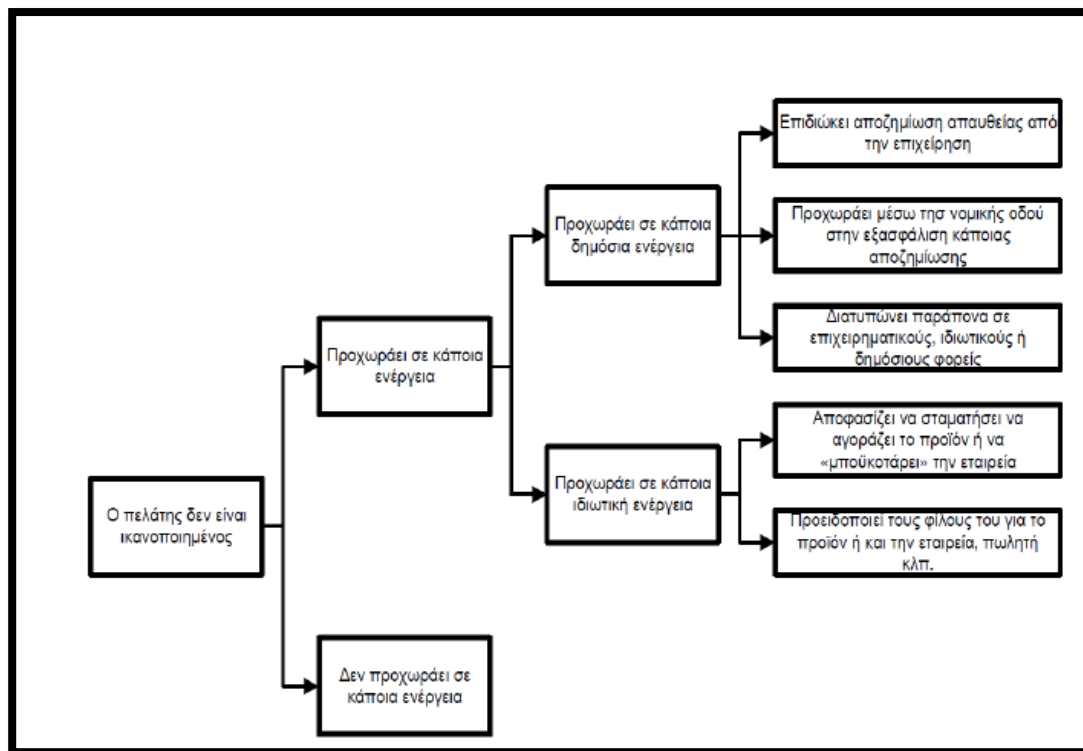 Επιδιώκει αποζημίωση απευθείας από
την επιχείρηση
Προχωράει σε κάποια
δημόσια ενέργεια
Προχωράει μέσω τησ νομικής οδού
στην εξασφάλιση κάποιας
αποζημίωσης
Διατυπώνει παράπονα σε
επιχειρηματικούς, ιδιωτικούς ή
δημόσιους φορείς
Προχωράει σε κάποια
ενέργεια
Αποφασίζει να σταματήσει να
αγοράζει το προϊόν ή να
«μποϋκοτάρει» την εταιρεία
Προχωράει σε κάποια
ιδιωτική ενέργεια
Προειδοποιεί τους φίλους του για το
προϊόν ή και την εταιρεία, πωλητή
κλπ.
Ο πελάτης δεν είναι
ικανοποιημένος
Δεν προχωράει σε
κάποια ενέργεια